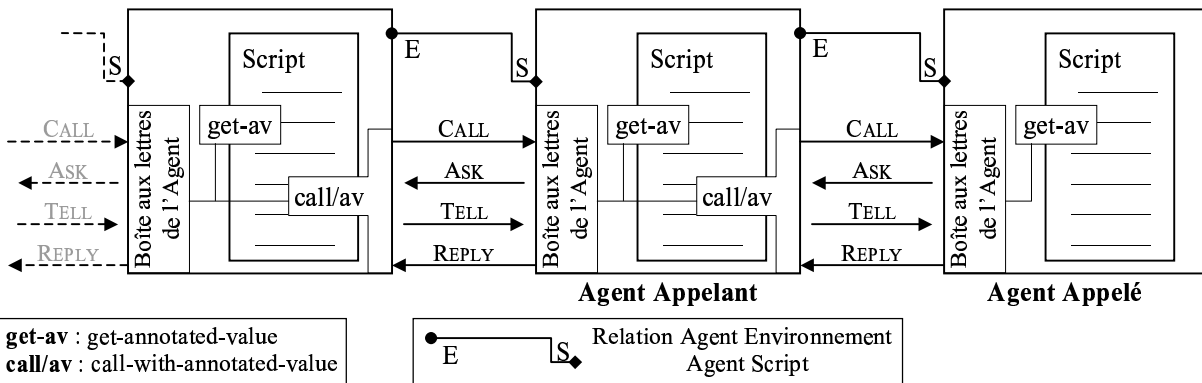 E
E
S
S
S
Script
Script
Script
get-av
get-av
get-av
CALL
CALL
CALL
ASK
ASK
ASK
call/av
call/av
TELL
TELL
TELL
REPLY
REPLY
REPLY
Boîte aux lettres
de l'Agent
Boîte aux lettres
de l'Agent
Boîte aux lettres
de l'Agent
Agent Appelant
Agent Appelé
get-av : get-annotated-value
call/av : call-with-annotated-value
E
S
Relation Agent Environnement
Agent Script